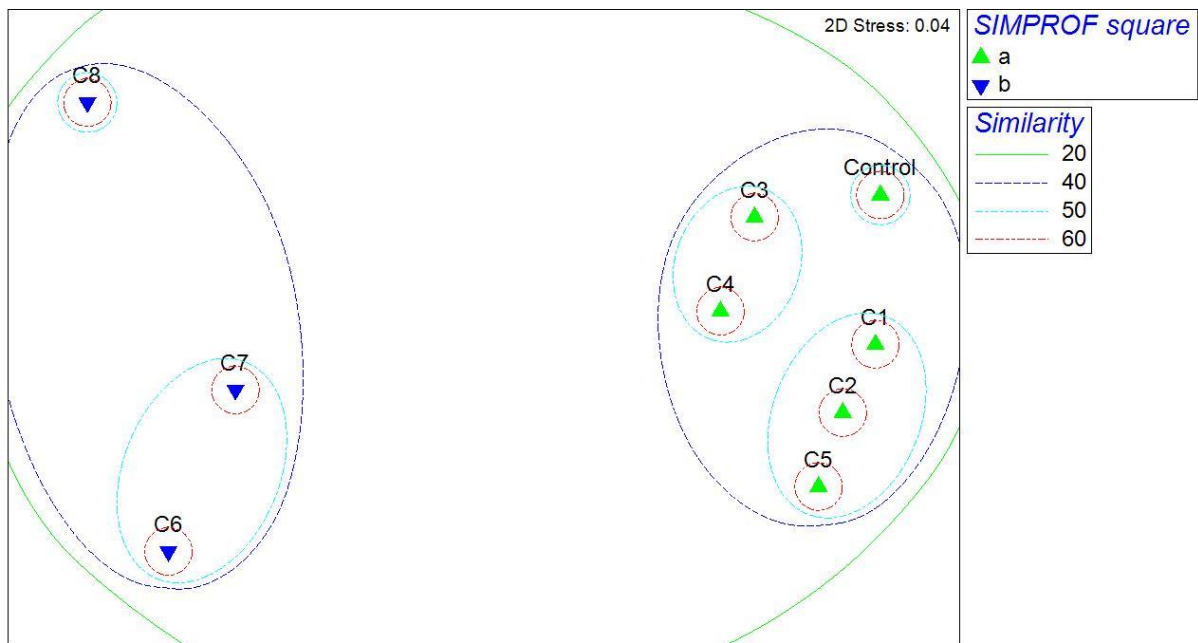 2D Stress: 0.04
C8
Control
C3
C4
C1
C7
C2
C5
C6
SIMPROF square
a
b
Similarity
20
40
50
60